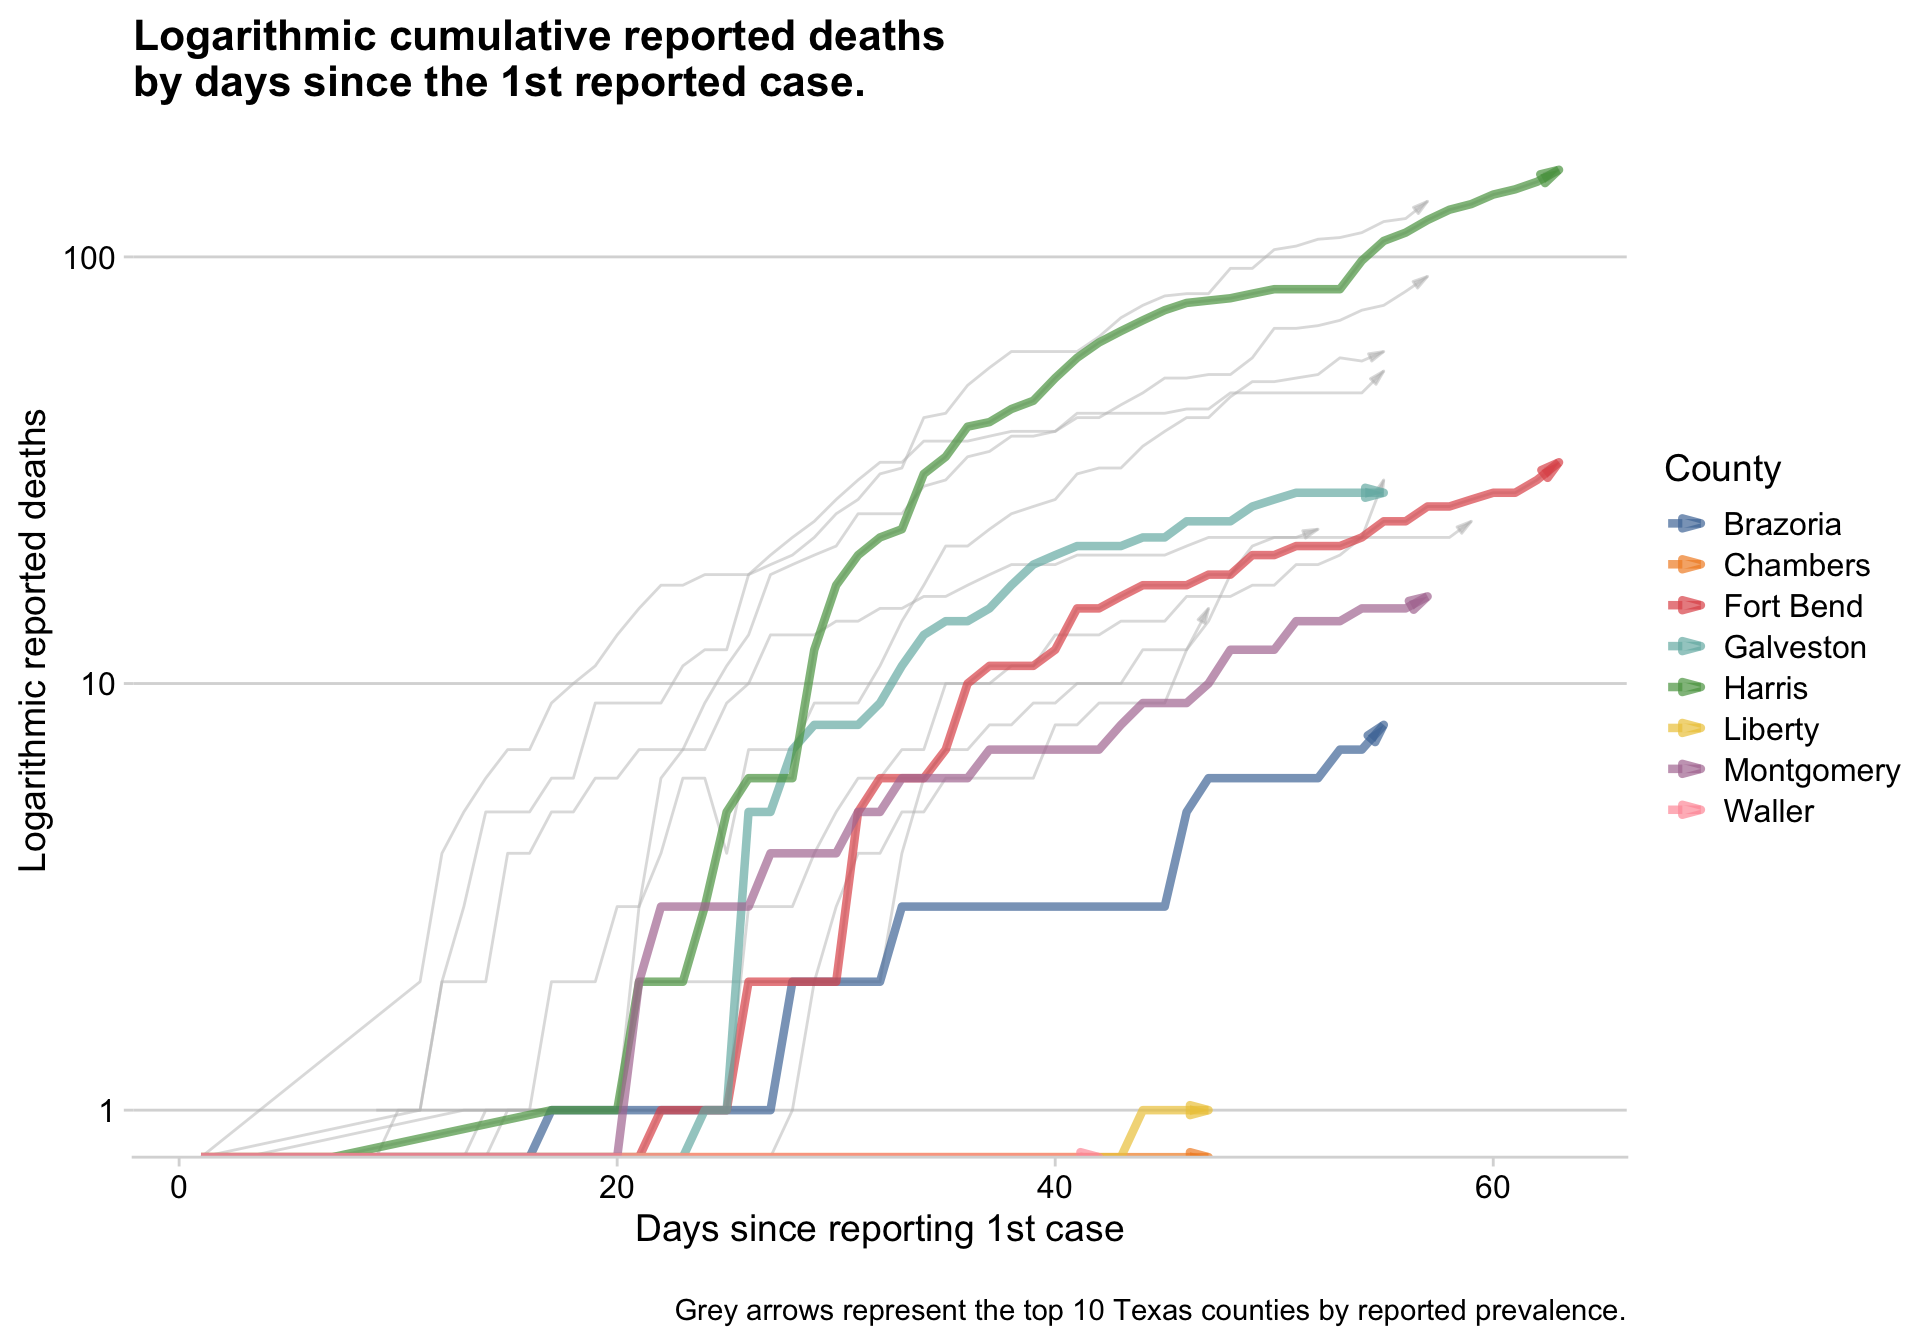 Logarithmic cumulative reported deaths
by days since the 1st reported case.
Logarithmic reported deaths
100
10
1
0
20
40
60
Days since reporting 1st case
County
Brazoria
Chambers
Fort Bend
Galveston
Harris
Liberty
Montgomery
Waller
Grey arrows represent the top 10 Texas counties by reported prevalence.